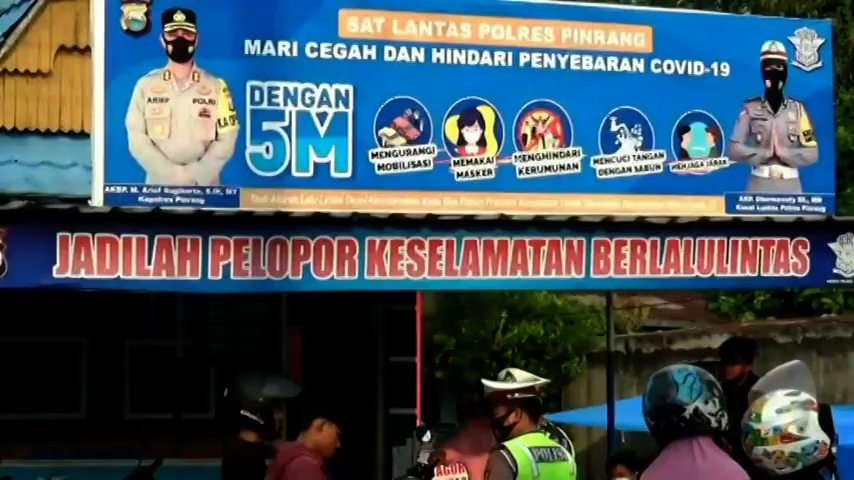 SAT LANTAS POLRES PINRANG
MARI CEGAH DAN HINDARI PENYEBARAN COVID-19
DENGAN
5M
MENGURANGI
MOBILISASI
MEMAKAI
MASKER
MENGHINDARI
KERUMUNAN
MENCUCI TANGAN
DENGAN SABUN
MENJAGA JARAK
ARIEF
POLRI
Kapolres Pinrang
Kasat Lantas Polres Pinrang
JADILAH PELOPOR KESELAMATAN BERLALULINTAS
POLISI